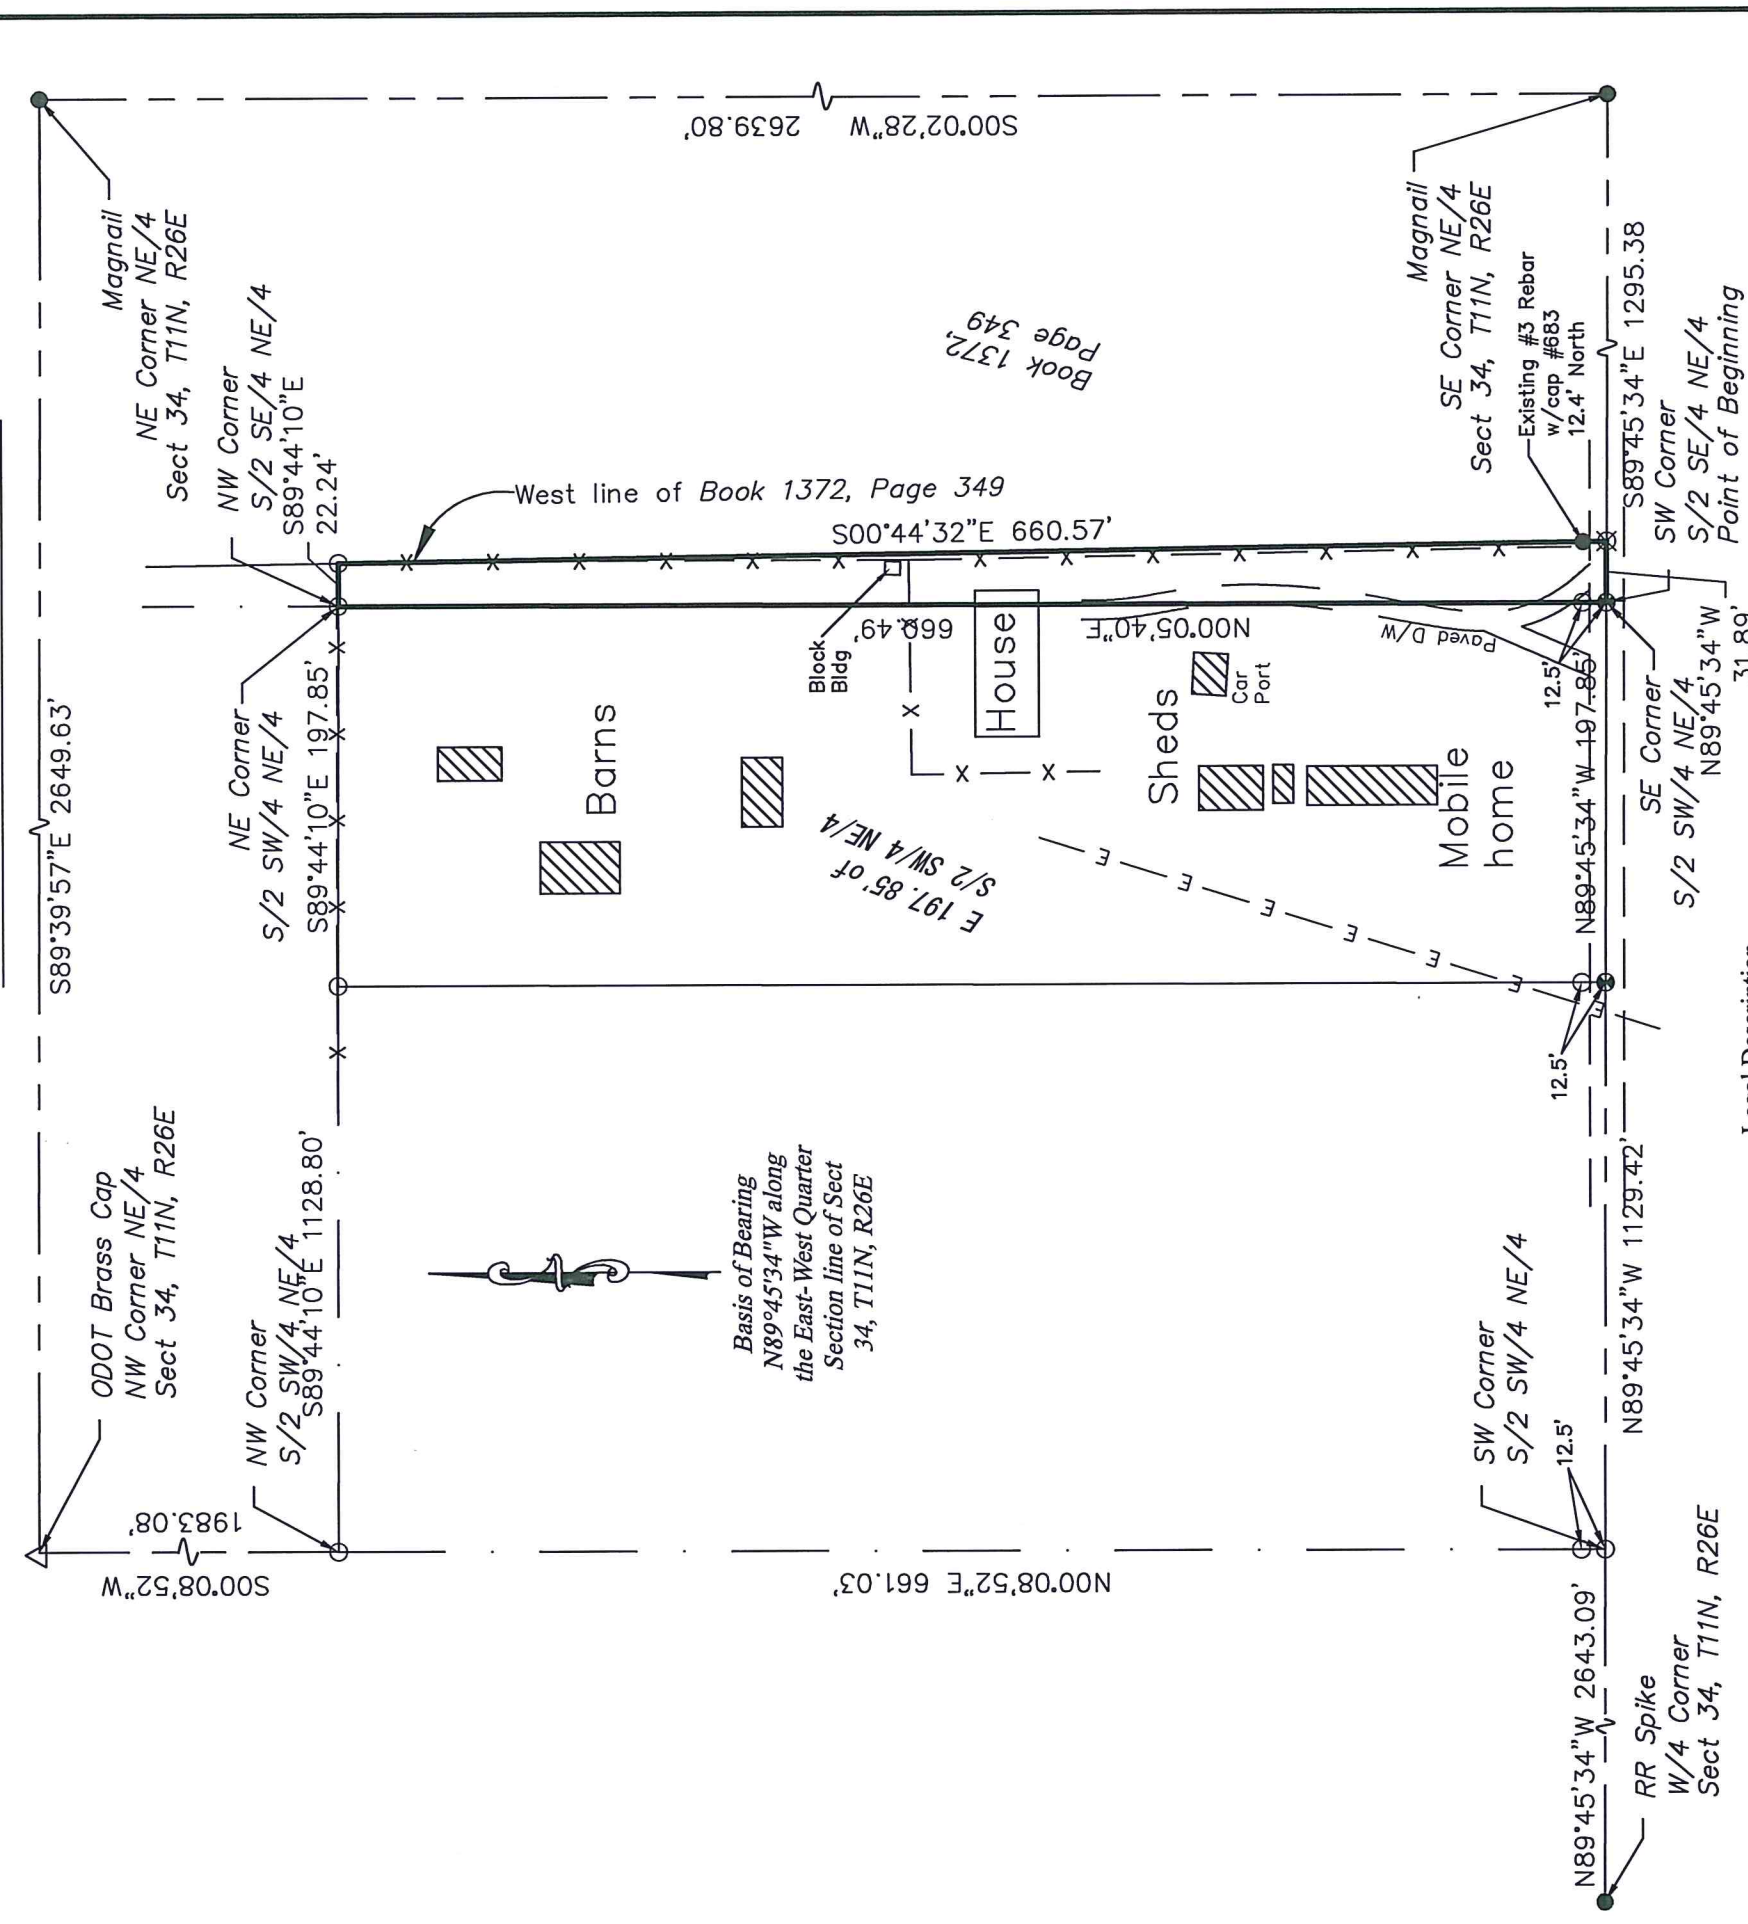 Magnail
NE Corner NE/4
Sect 34, T11N, R26E
S89°39'57"E 2649.63'
ODOT Brass Cap
NW Corner NE/4
Sect 34, T11N, R26E
S00°08'52"W
1983.08'
S00°02'28"W 2639.80'
NW Corner
S/2 SE/4 NE/4
S89°44'10"E
22.24'
NE Corner
S/2 SW/4 NE/4
S89°44'10"E 197.85'
NW Corner
S/2 SW/4 NE/4
S89°44'10"E 1128.80'
West line of Book 1372, Page 349
S00°44'32"E 660.57'
Book 1372,
Page 349
Block
Bldg
660.49'
N00°05'40"E
House
Paved D/W
Barns
Sheds
Car
Port
Mobile
home
E 197.85' of
S/2 SW/4 NE/4
E
E
E
E
E
E
E
Basis of Bearing
N89°45'34"W along
the East-West Quarter
Section line of Sect
34, T11N, R26E
N
N00°08'52"E 661.03'
Magnail
SE Corner NE/4
Sect 34, T11N, R26E
Existing #3 Rebar
w/cap #683
12.4' North
S89°45'34"E 1295.38
SW Corner
S/2 SE/4 NE/4
Point of Beginning
12.5'
N89°45'34"W 197.85'
SE Corner
S/2 SW/4 NE/4
N89°45'34"W
31.89'
12.5'
N89°45'34"W 1129.42'
SW Corner
S/2 SW/4 NE/4
12.5'
N89°45'34"W 2643.09'
RR Spike
W/4 Corner
Sect 34, T11N, R26E
Legal Description